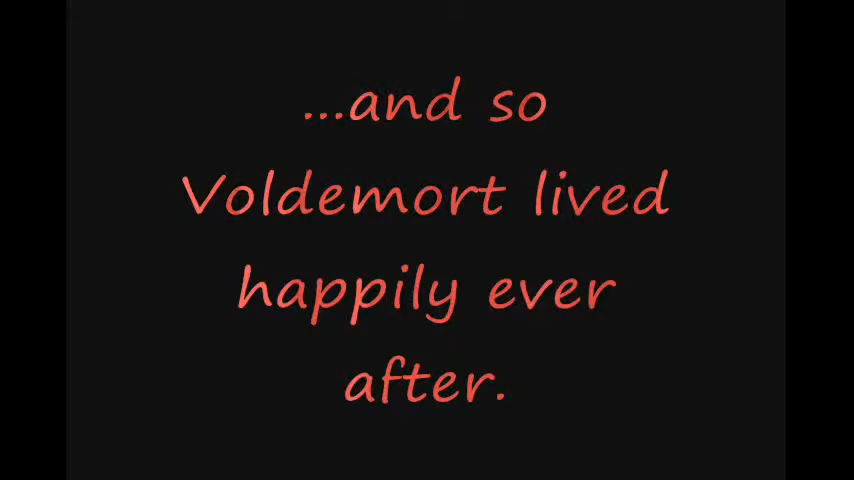 ...and so
Voldemort lived
happily ever
after.